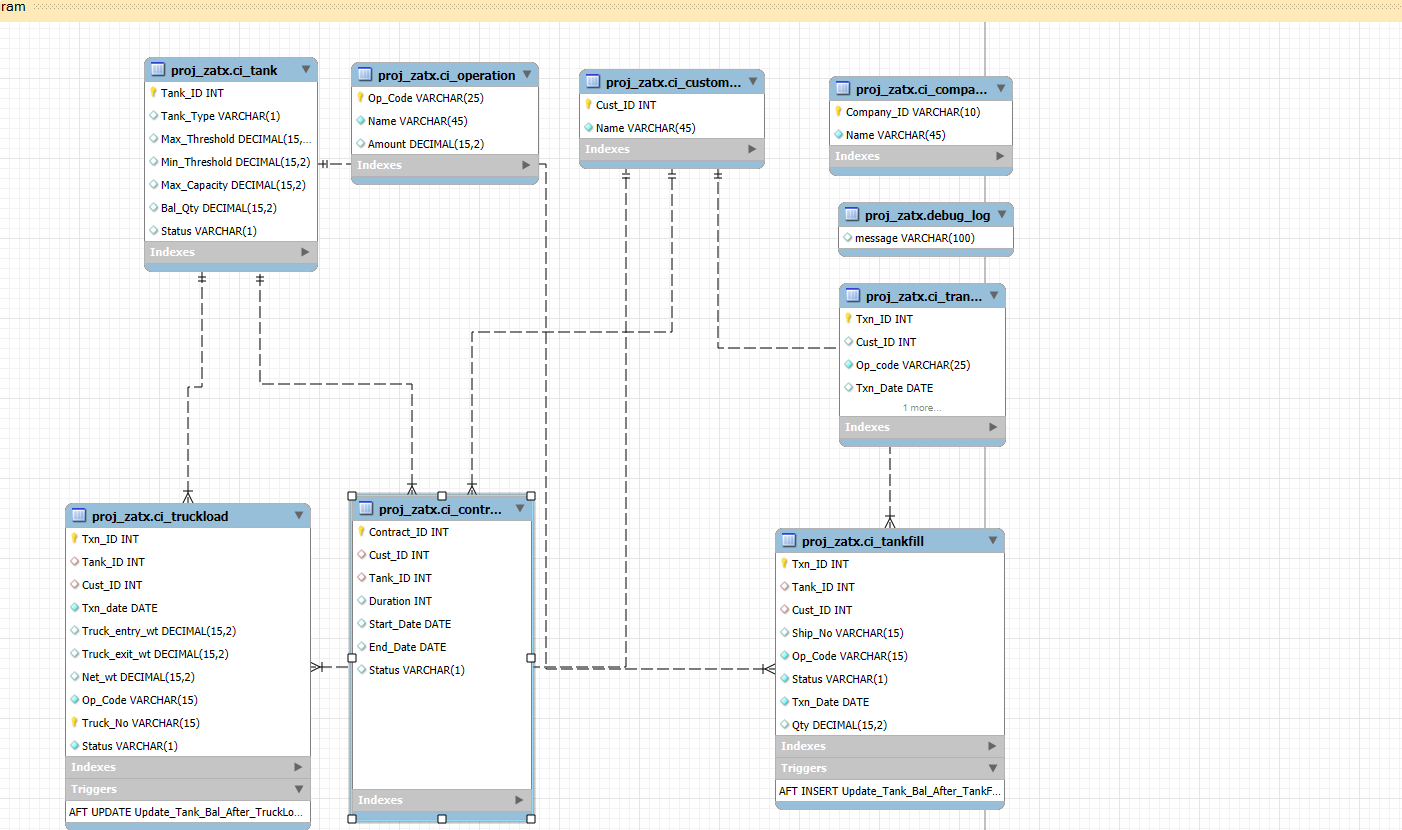 ram
proj_zatx.ci_tank
Tank_ID INT
Tank_Type VARCHAR(1)
Max_Threshold DECIMAL(15,...
Min_Threshold DECIMAL(15,2)
Max_Capacity DECIMAL(15,2)
Bal_Qty DECIMAL(15,2)
Status VARCHAR(1)
Indexes
proj_zatx.ci_operation
Op_Code VARCHAR(25)
Name VARCHAR(45)
Amount DECIMAL(15,2)
Indexes
proj_zatx.ci_custom...
Cust_ID INT
Name VARCHAR(45)
Indexes
proj_zatx.ci_compa...
Company_ID VARCHAR(10)
Name VARCHAR(45)
Indexes
proj_zatx.debug_log
message VARCHAR(100)
proj_zatx.ci_tran...
Txn_ID INT
Cust_ID INT
Op_code VARCHAR(25)
Txn_Date DATE
1 more...
Indexes
proj_zatx.ci_truckload
Txn_ID INT
Tank_ID INT
Cust_ID INT
Txn_date DATE
Truck_entry_wt DECIMAL(15,2)
Truck_exit_wt DECIMAL(15,2)
Net_wt DECIMAL(15,2)
Op_Code VARCHAR(15)
Truck_No VARCHAR(15)
Status VARCHAR(1)
Indexes
Triggers
AFT UPDATE Update_Tank_Bal_After_TruckLo...
proj_zatx.ci_contr...
Contract_ID INT
Cust_ID INT
Tank_ID INT
Duration INT
Start_Date DATE
End_Date DATE
Status VARCHAR(1)
Indexes
proj_zatx.ci_tankfill
Txn_ID INT
Tank_ID INT
Cust_ID INT
Ship_No VARCHAR(15)
Op_Code VARCHAR(15)
Status VARCHAR(1)
Txn_Date DATE
Qty DECIMAL(15,2)
Indexes
Triggers
AFT INSERT Update_Tank_Bal_After_TankF...